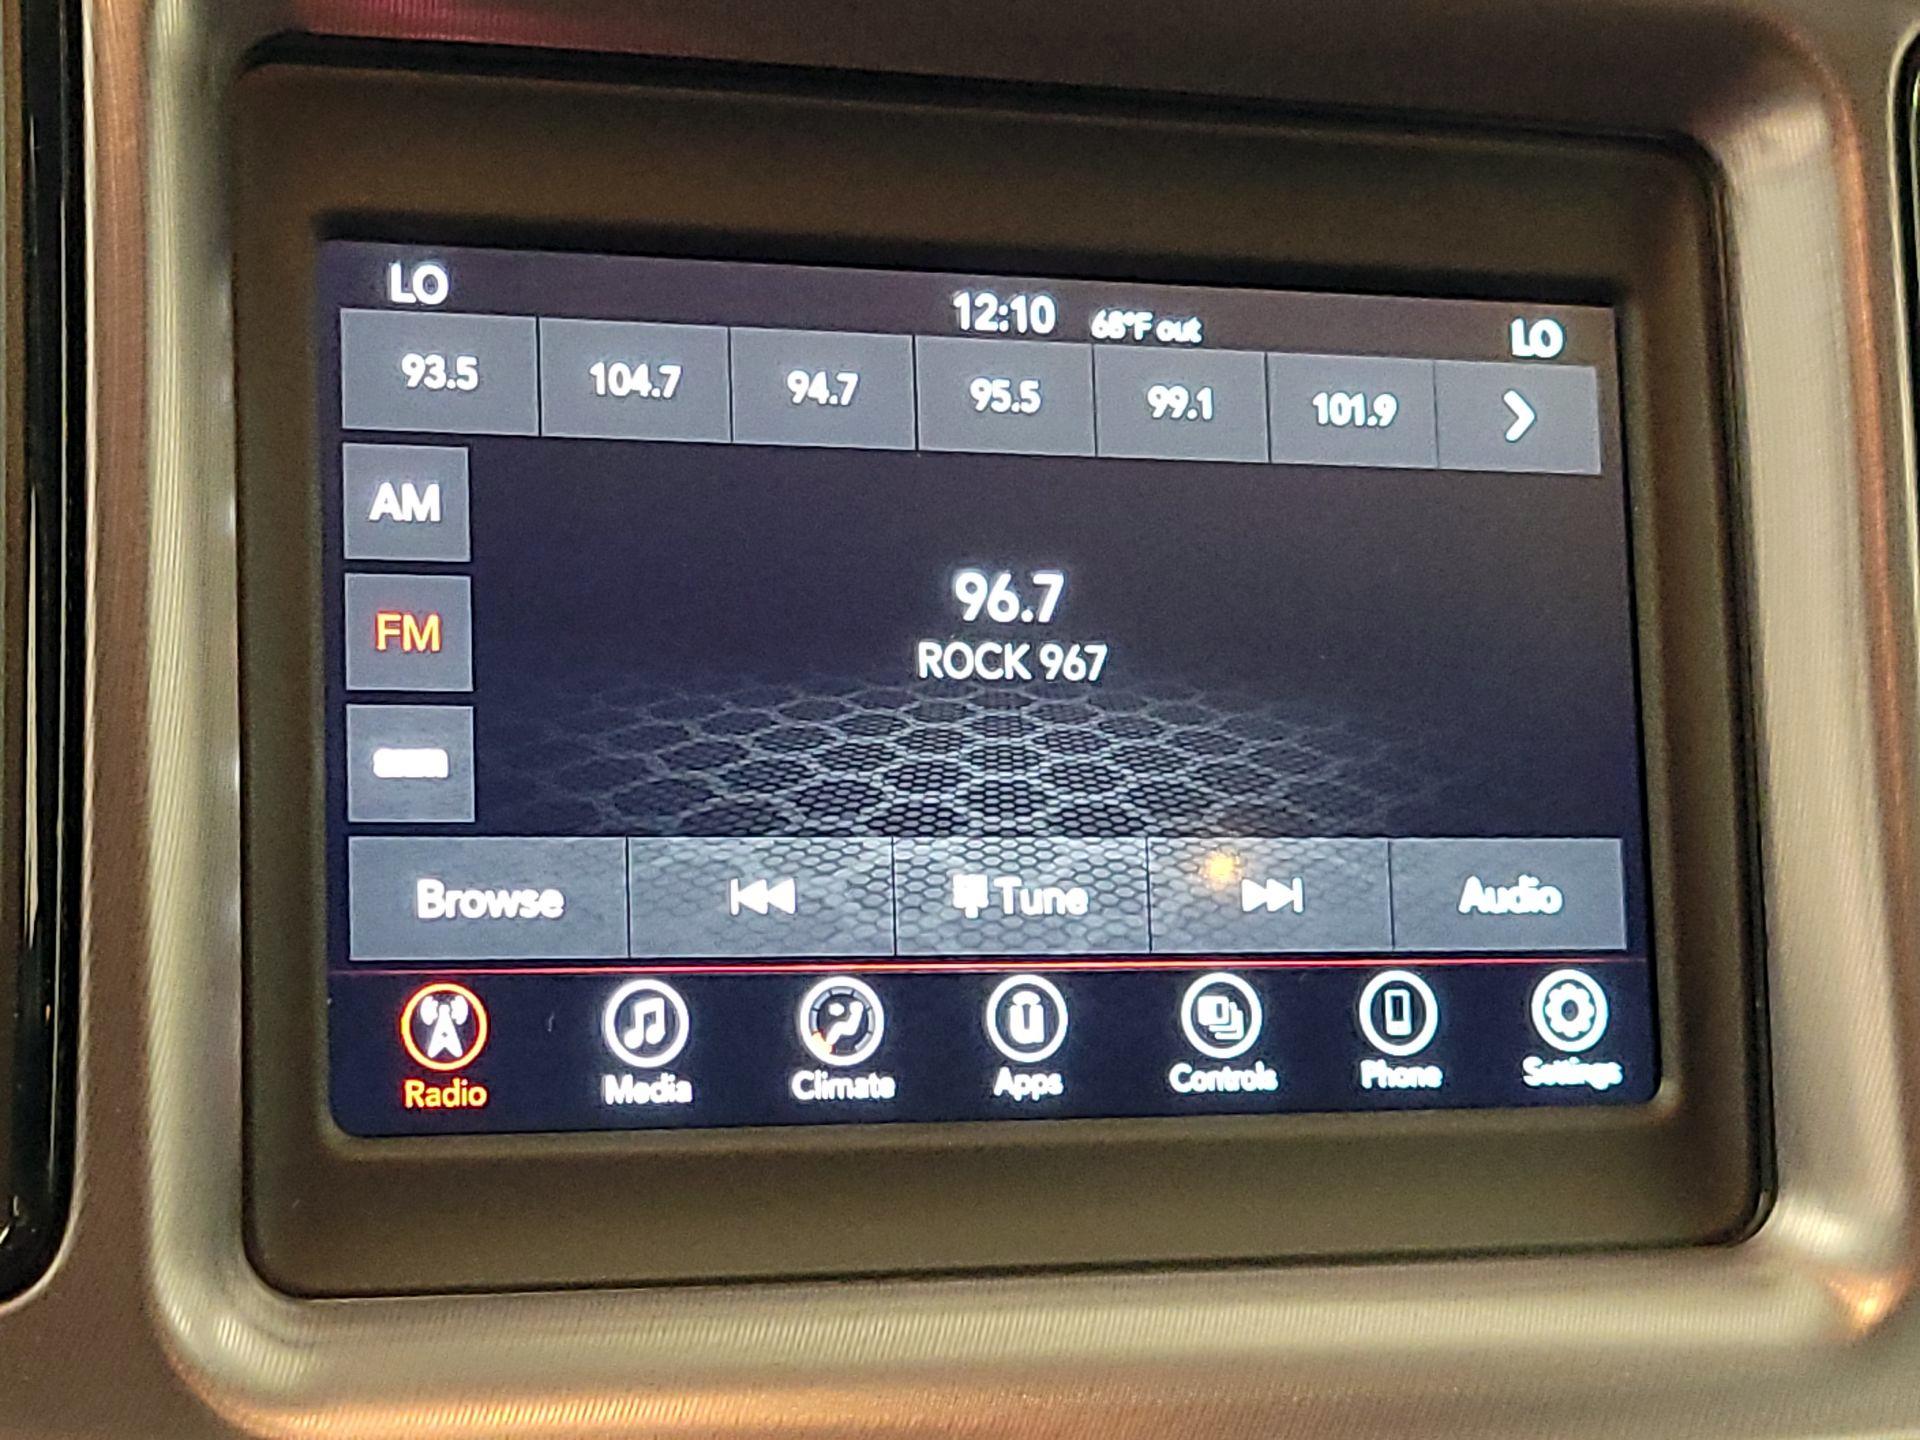 LO 12:10 68°F out LO
93.5 104.7 94.7 95.5 99.1 101.9
AM
FM
96.7
ROCK 967
Browse Tune Audio
Radio Media Climate Apps Controls Phone Settings